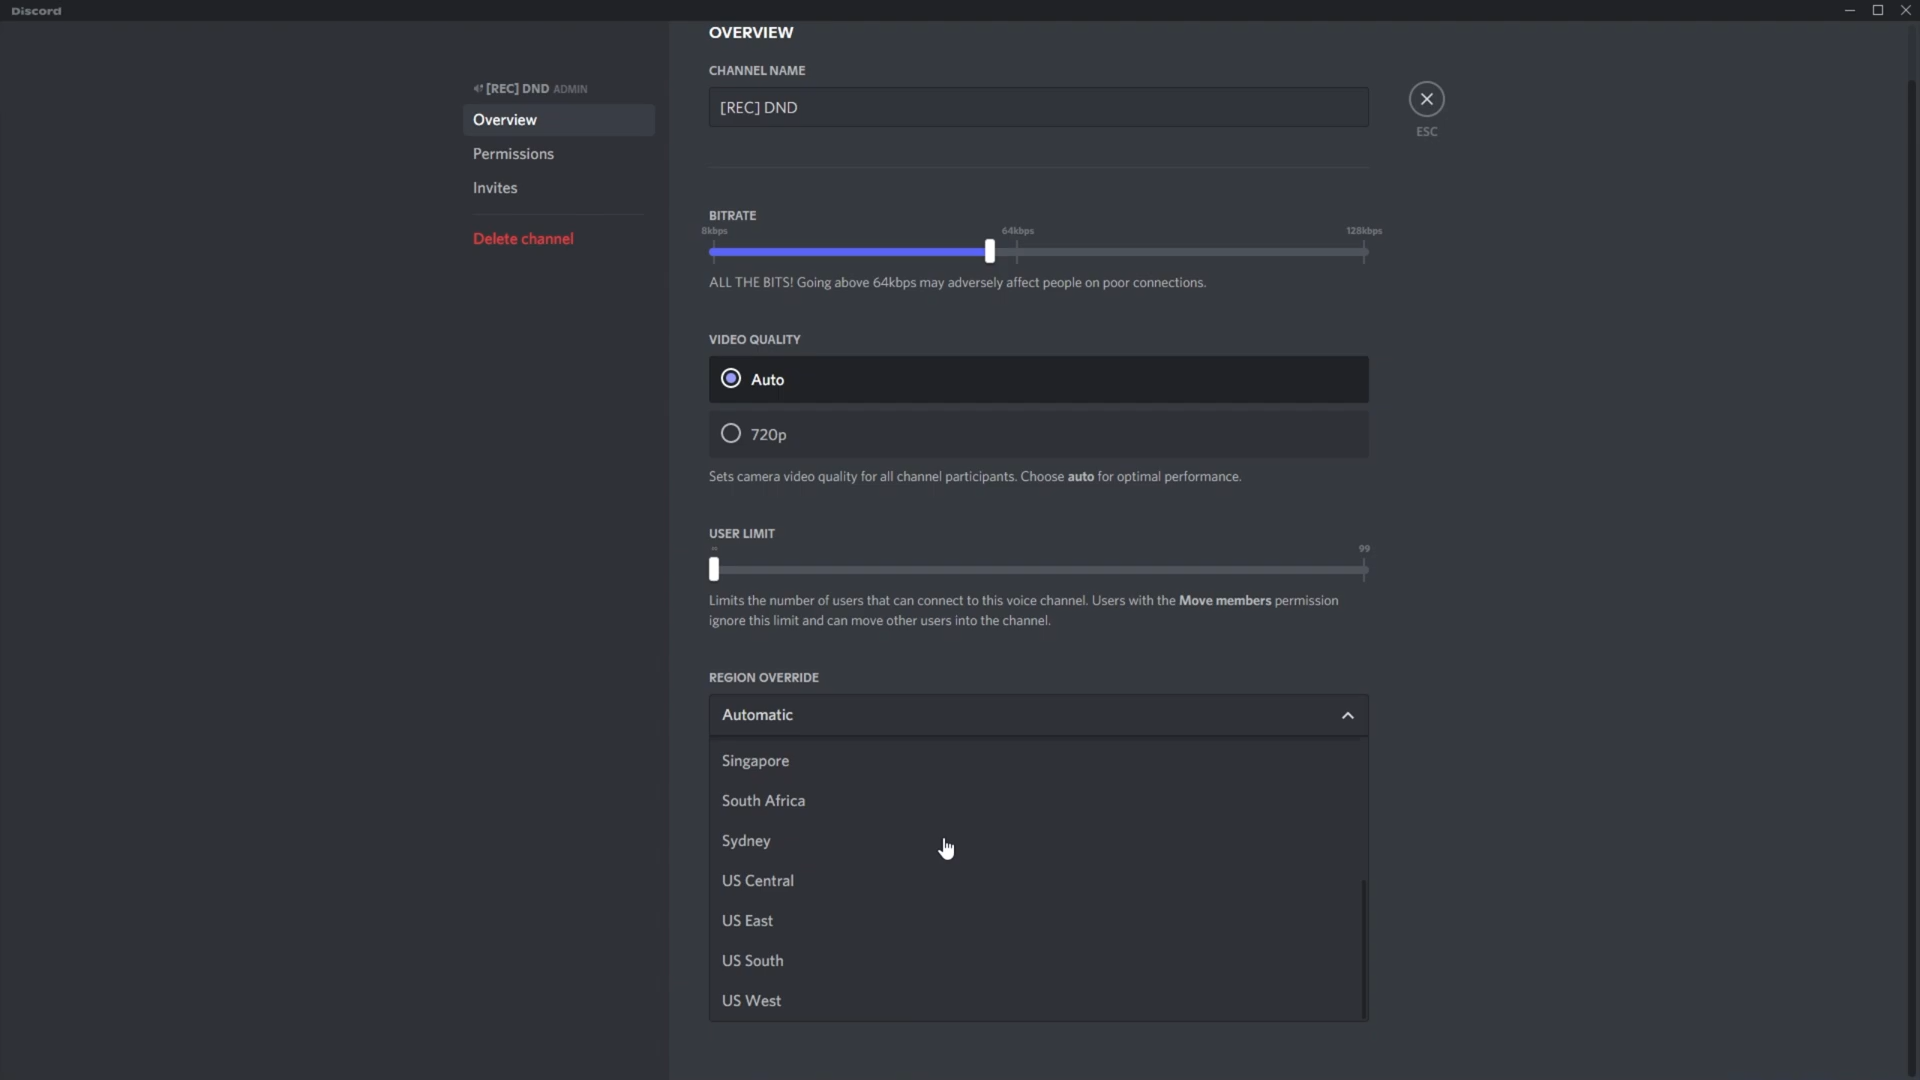 Discord
[REC] DND ADMIN
Overview
Permissions
Invites
Delete channel
OVERVIEW
CHANNEL NAME
[REC] DND
ESC
BITRATE
8kbps 64kbps 128kbps
ALL THE BITS! Going above 64kbps may adversely affect people on poor connections.
VIDEO QUALITY
Auto
720p
Sets camera video quality for all channel participants. Choose auto for optimal performance.
USER LIMIT
∞ 99
Limits the number of users that can connect to this voice channel. Users with the Move members permission
ignore this limit and can move other users into the channel.
REGION OVERRIDE
Automatic
Singapore
South Africa
Sydney
US Central
US East
US South
US West